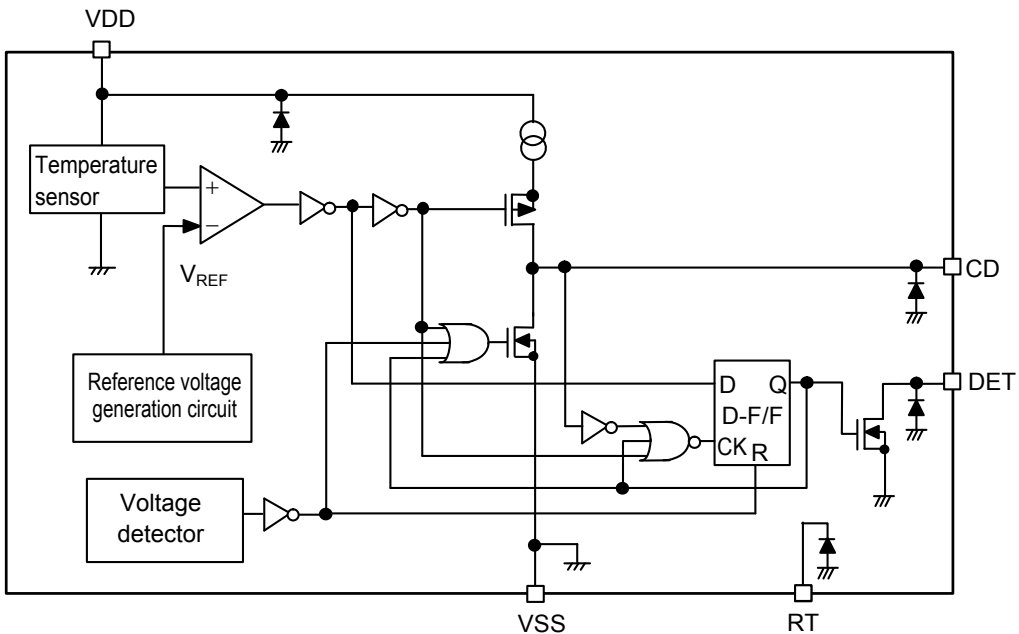 VDD
Temperature
sensor
+
−
VREF
CD
Reference voltage
generation circuit
D Q
D-F/F
CK R
DET
Voltage
detector
VSS
RT